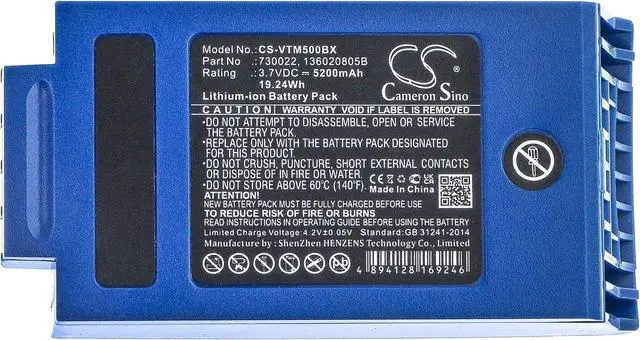 Model No.:CS-VTM500BX
Part No :730022, 136020805B
Rating :3.7VDC ⎓ 5200mAh
19.24Wh
Lithium-ion Battery Pack
CS
Cameron Sino
CAUTION! WARRANTY VOID IF LABEL IS REMOVED
•DO NOT ATTEMPT TO DISASSEMBLE, OPEN OR SERVICE
THE BATTERY PACK.
•REPLACE ONLY WITH THE BATTERY PACK DESIGNATED
FOR THIS PRODUCT.
•DO NOT CRUSH, PUNCTURE, SHORT EXTERNAL CONTACTS
OR DISPOSE OF IN FIRE OR WATER.
•DO NOT STORE ABOVE 60℃ (140℉).
ATTENTION!
Made In China
NEW BATTERY PACK MUST BE FULLY CHARGED BEFORE USE
TO REDUCE RISK OF FIRE OR BURNS
READ INSTRUCTIONS IN OPERATING MANUAL BEFORE USE
Limited Charge Voltage:4.2V±0.05V Standard:GB 31241-2014
Manufacture by : ShenZhen HENZENS Technology Co., Limited
4 894128 169246